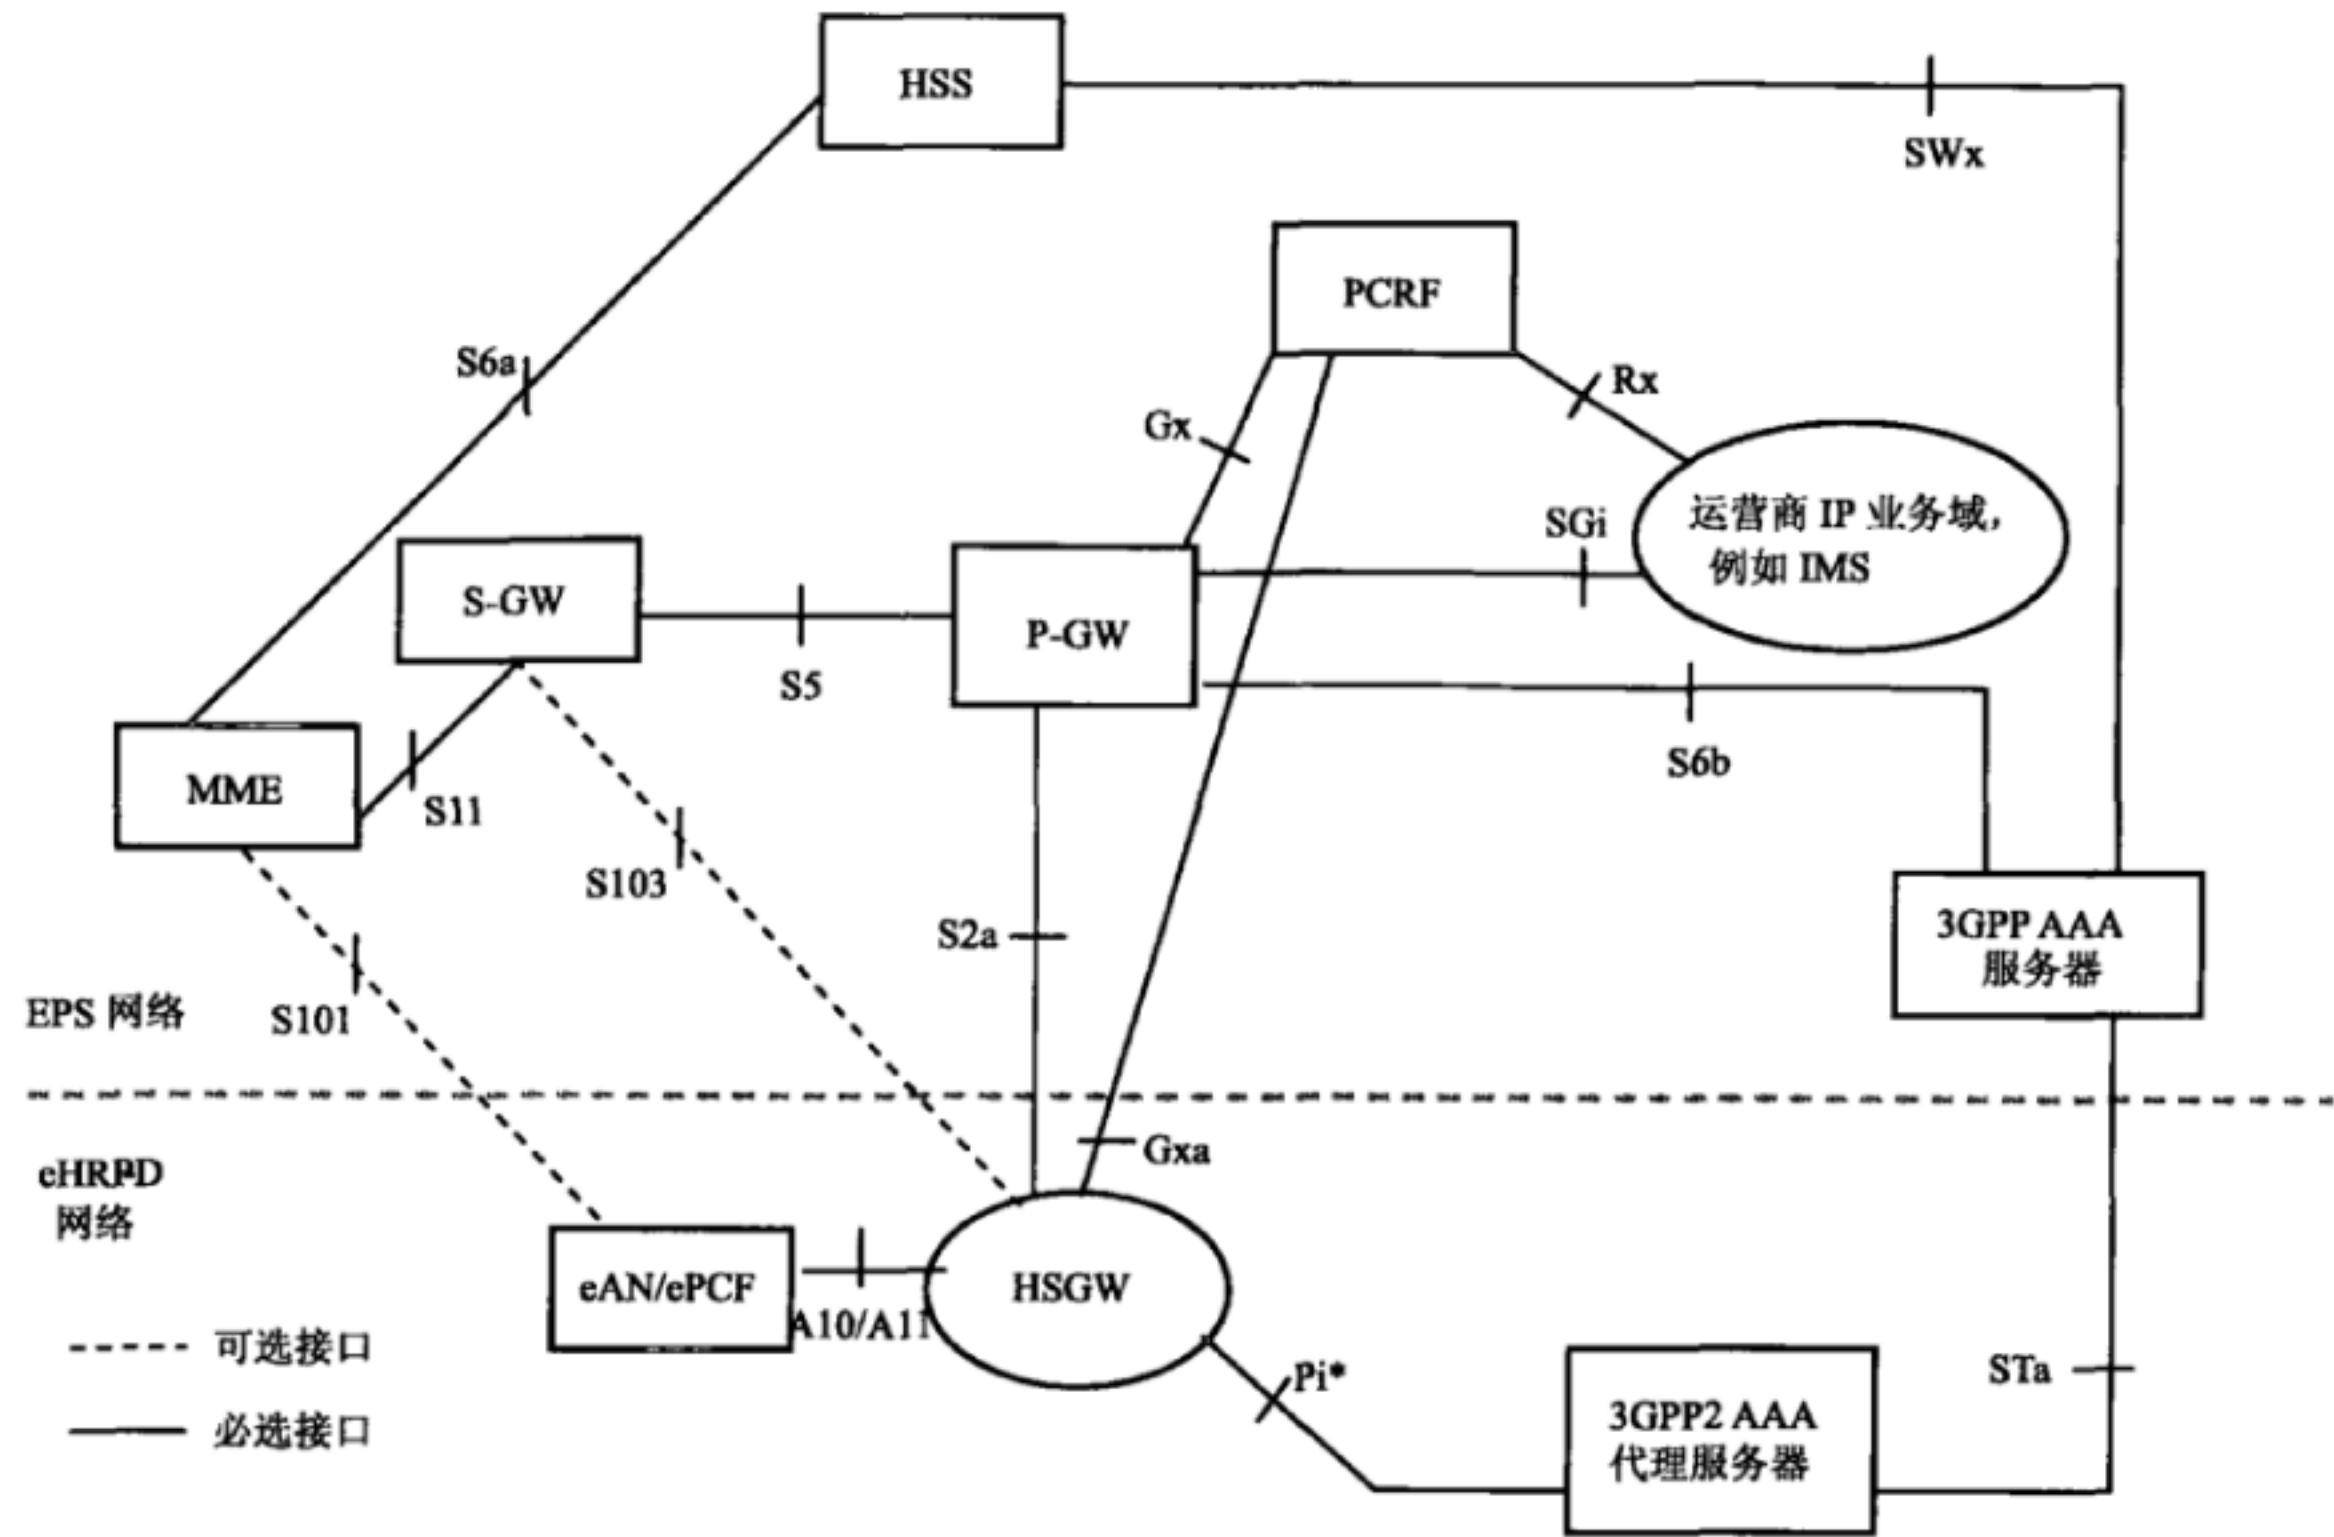 HSS
SWx
PCRF
S6a
Rx
Gx
运营商 IP 业务域，
例如 IMS
SGi
S-GW
P-GW
S5
S6b
MME
S11
S103
S2a
3GPP AAA
服务器
EPS 网络
S101
Gxa
eHRPD
网络
eAN/ePCF
A10/A11
HSGW
可选接口
Pi*
STa
3GPP2 AAA
代理服务器
必选接口